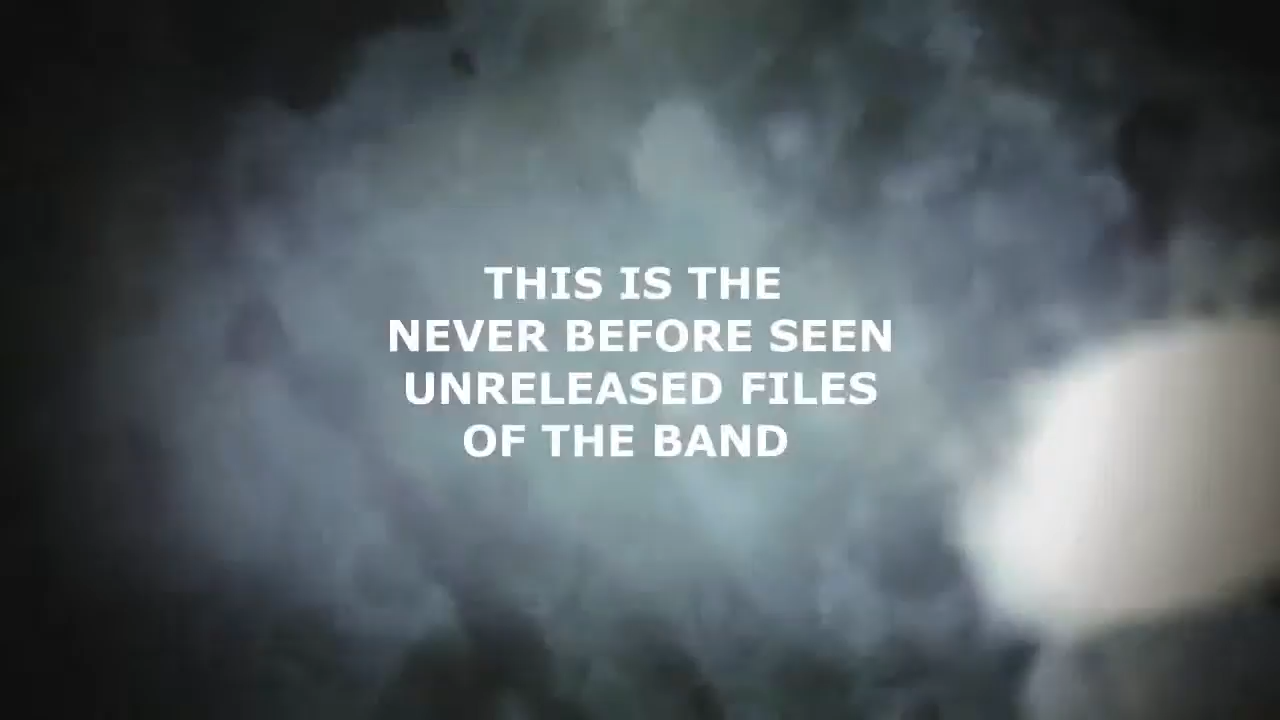 THIS IS THE
NEVER BEFORE SEEN
UNRELEASED FILES
OF THE BAND